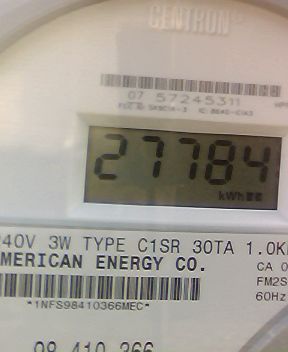 CENTRON
07 57245311
27784
kWh
240V 3W TYPE C1SR 30TA 1.0K
AMERICAN ENERGY CO.
CA 0
FM2S
60Hz
*1NFS98410366MEC*
98 410 366